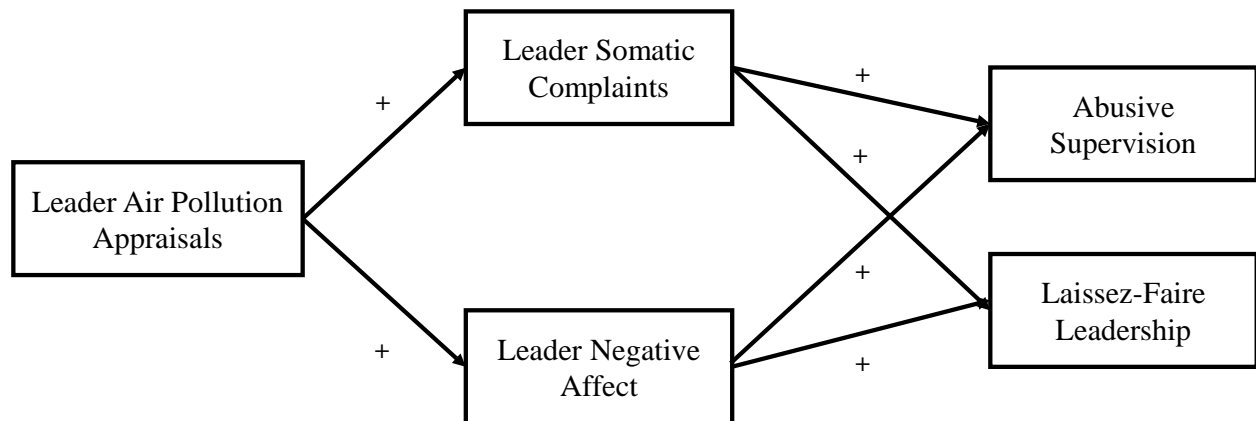 Leader Somatic
Complaints
+
+
Abusive
Supervision
+
Leader Air Pollution
Appraisals
+
Laissez-Faire
Leadership
+
Leader Negative
Affect
+